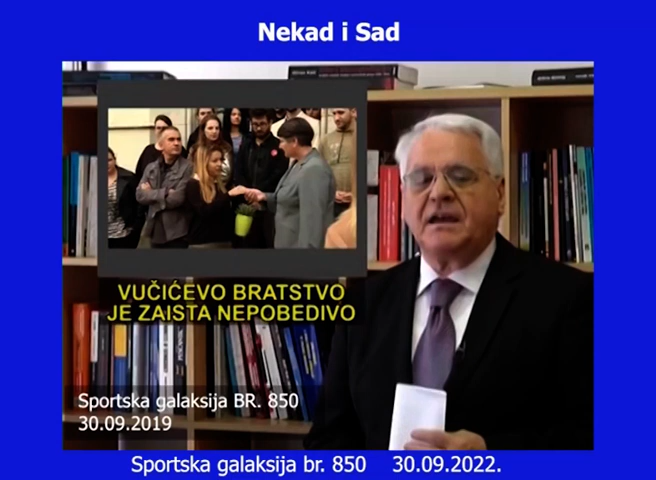 Nekad i Sad
VUČIĆEVO BRATSTVO
JE ZAISTA NEPOBEDIVO
Sportska galaksija BR. 850
30.09.2019
Sportska galaksija br. 850 30.09.2022.